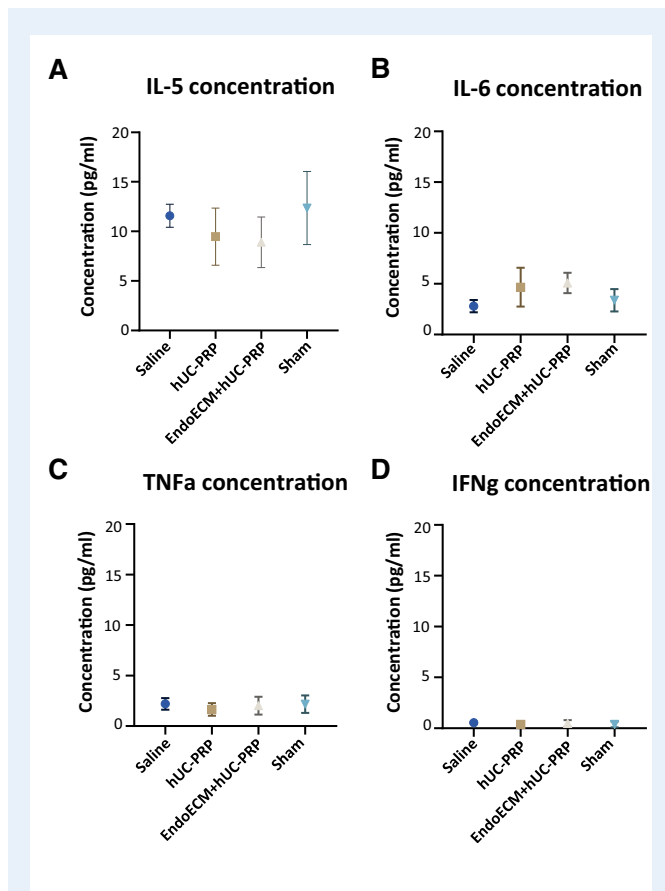 A
IL-5 concentration
Concentration (pg/ml)
20
15
10
5
0
Saline
hUC-PRP
EndoECM+hUC-PRP
Sham
B
IL-6 concentration
Concentration (pg/ml)
20
15
10
5
0
Saline
hUC-PRP
EndoECM+hUC-PRP
Sham
C
TNFa concentration
Concentration (pg/ml)
20
15
10
5
0
Saline
hUC-PRP
EndoECM+hUC-PRP
Sham
D
IFNg concentration
Concentration (pg/ml)
20
15
10
5
0
Saline
hUC-PRP
EndoECM+hUC-PRP
Sham